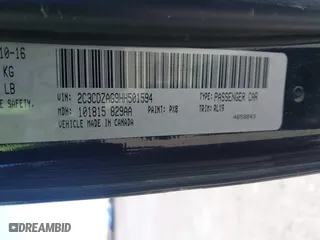 10-16
KG
LB
E SAFETY.
VIN: 2C3CDZAG9HH501594
TYPE: PASSENGER CAR
MDH: 101815 829AA
PAINT: PX8
TRIM: RLX9
VEHICLE MADE IN CANADA
DREAMBID